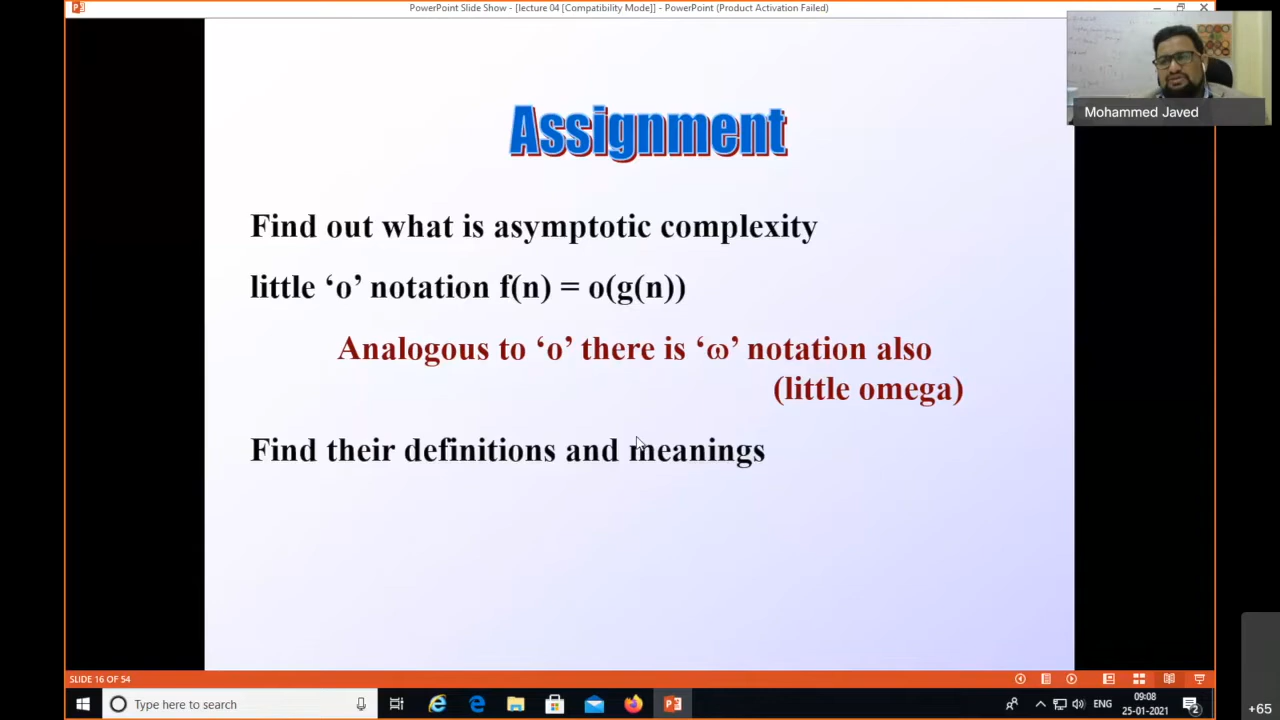 PowerPoint Slide Show - [lecture 04 [Compatibility Mode]] - PowerPoint (Product Activation Failed)
Mohammed Javed
Assignment
Find out what is asymptotic complexity
little ‘o’ notation f(n) = o(g(n))
Analogous to ‘o’ there is ‘ω’ notation also
(little omega)
Find their definitions and meanings
SLIDE 16 OF 54
Type here to search
ENG
09:08
25-01-2021
2
+65